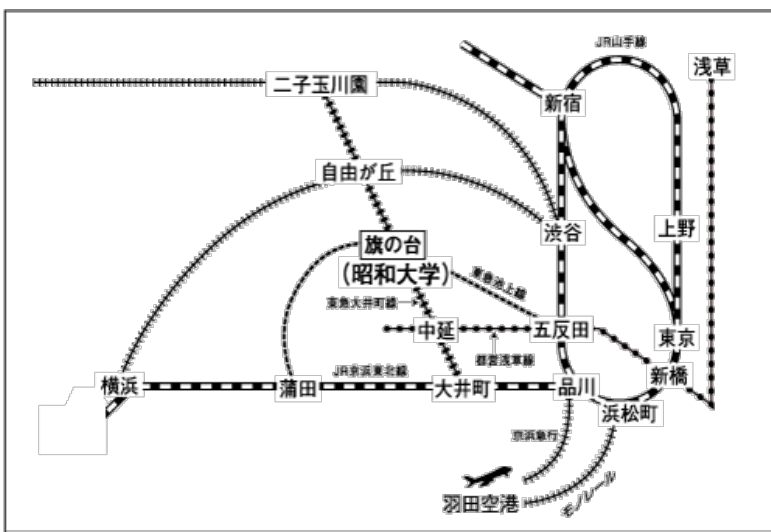 JR山手線
浅草
二子玉川園
新宿
自由が丘
渋谷
上野
旗の台
(昭和大学)
東急池上線
東急大井町線
中延
五反田
都営浅草線
東京
新橋
横浜
JR京浜東北線
蒲田
大井町
品川
浜松町
京浜急行
羽田空港
モノレール